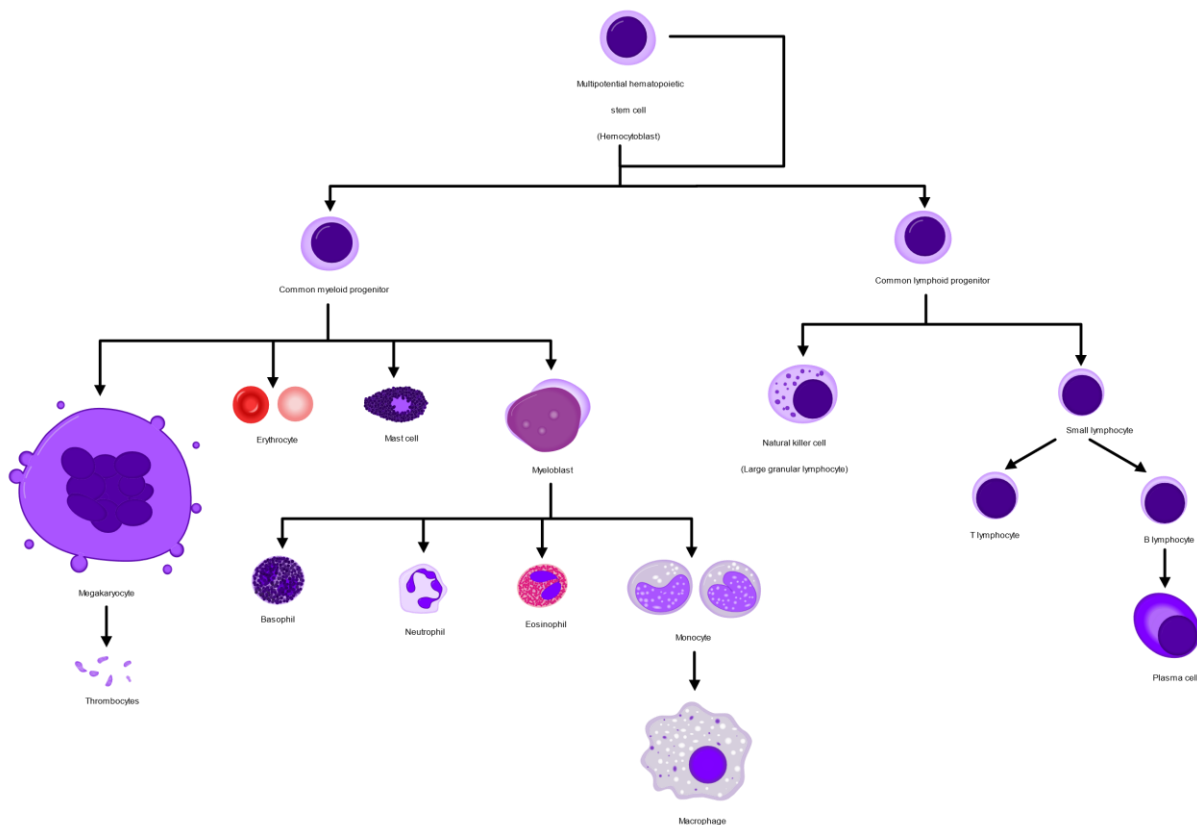 Multipotential hematopoietic
stem cell
(Hemocytoblast)
Common myeloid progenitor
Common lymphoid progenitor
Erythrocyte
Mast cell
Myeloblast
Natural killer cell
(Large granular lymphocyte)
Small lymphocyte
T lymphocyte
B lymphocyte
Megakaryocyte
Basophil
Neutrophil
Eosinophil
Monocyte
Plasma cell
Thrombocytes
Macrophage